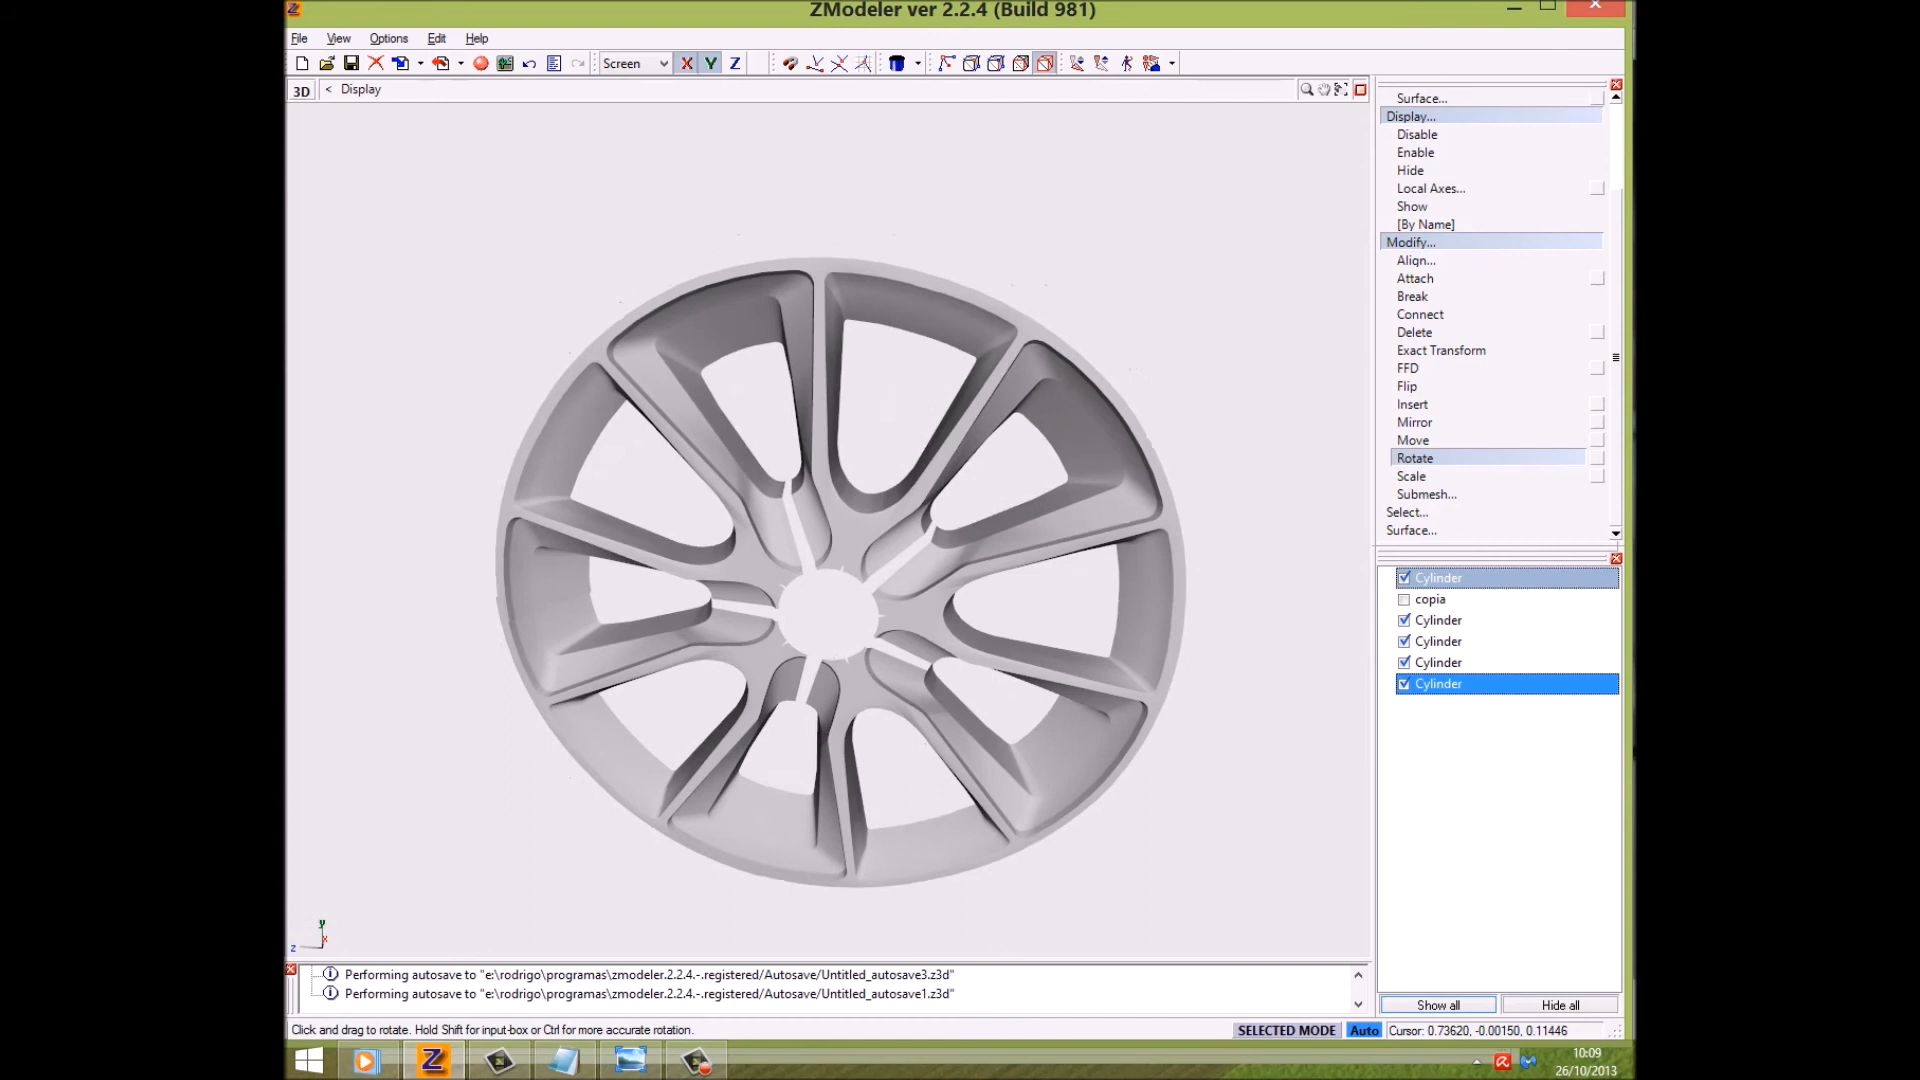 ZModeler ver 2.2.4 (Build 981)
File View Options Edit Help
Screen X Y Z
3D < Display
Surface...
Display...
Disable
Enable
Hide
Local Axes...
Show
[By Name]
Modify...
Align...
Attach
Break
Connect
Delete
Exact Transform
FFD
Flip
Insert
Mirror
Move
Rotate
Scale
Submesh...
Select...
Surface...
Cylinder
copia
Cylinder
Cylinder
Cylinder
Cylinder
y
z x
Performing autosave to "e:\rodrigo\programas\zmodeler.2.2.4.-.registered/Autosave/Untitled_autosave3.z3d"
Performing autosave to "e:\rodrigo\programas\zmodeler.2.2.4.-.registered/Autosave/Untitled_autosave1.z3d"
Show all Hide all
Click and drag to rotate. Hold Shift for input-box or Ctrl for more accurate rotation. SELECTED MODE Auto Cursor: 0.73620, -0.00150, 0.11446
10:09
26/10/2013